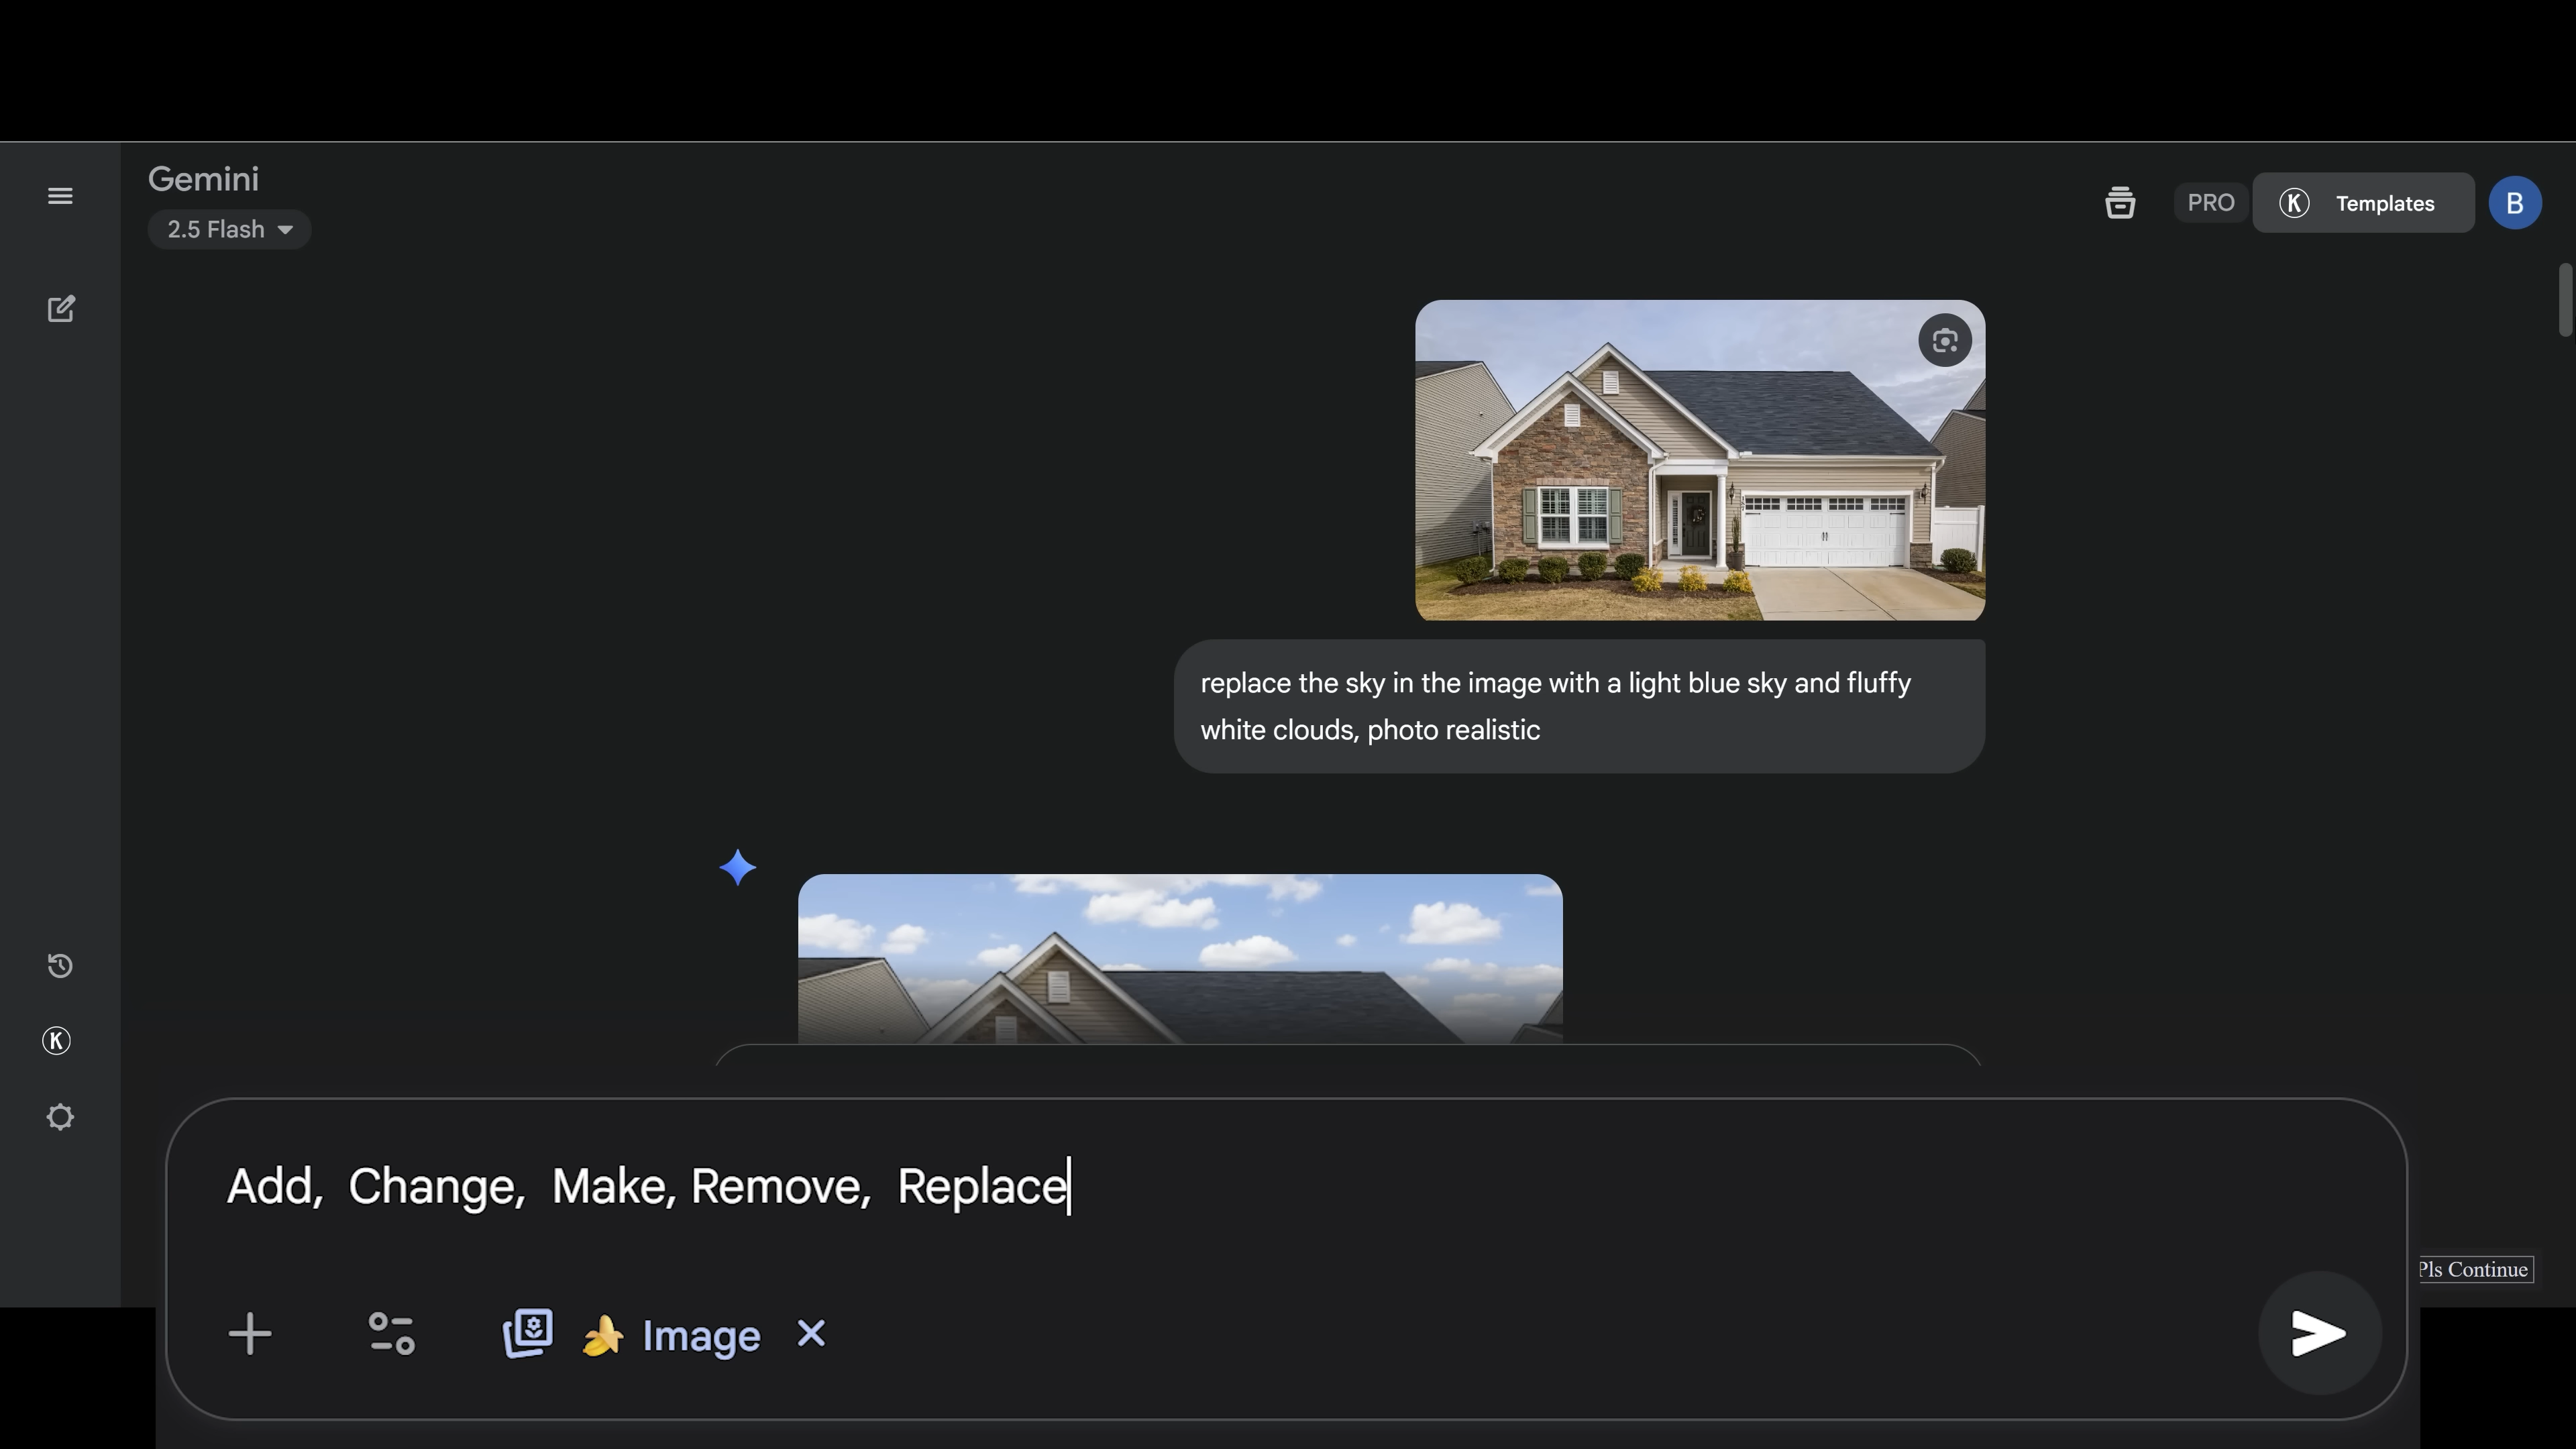 Gemini
2.5 Flash
PRO
K Templates
B
replace the sky in the image with a light blue sky and fluffy
white clouds, photo realistic
K
Add, Change, Make, Remove, Replace
Pls Continue
Image